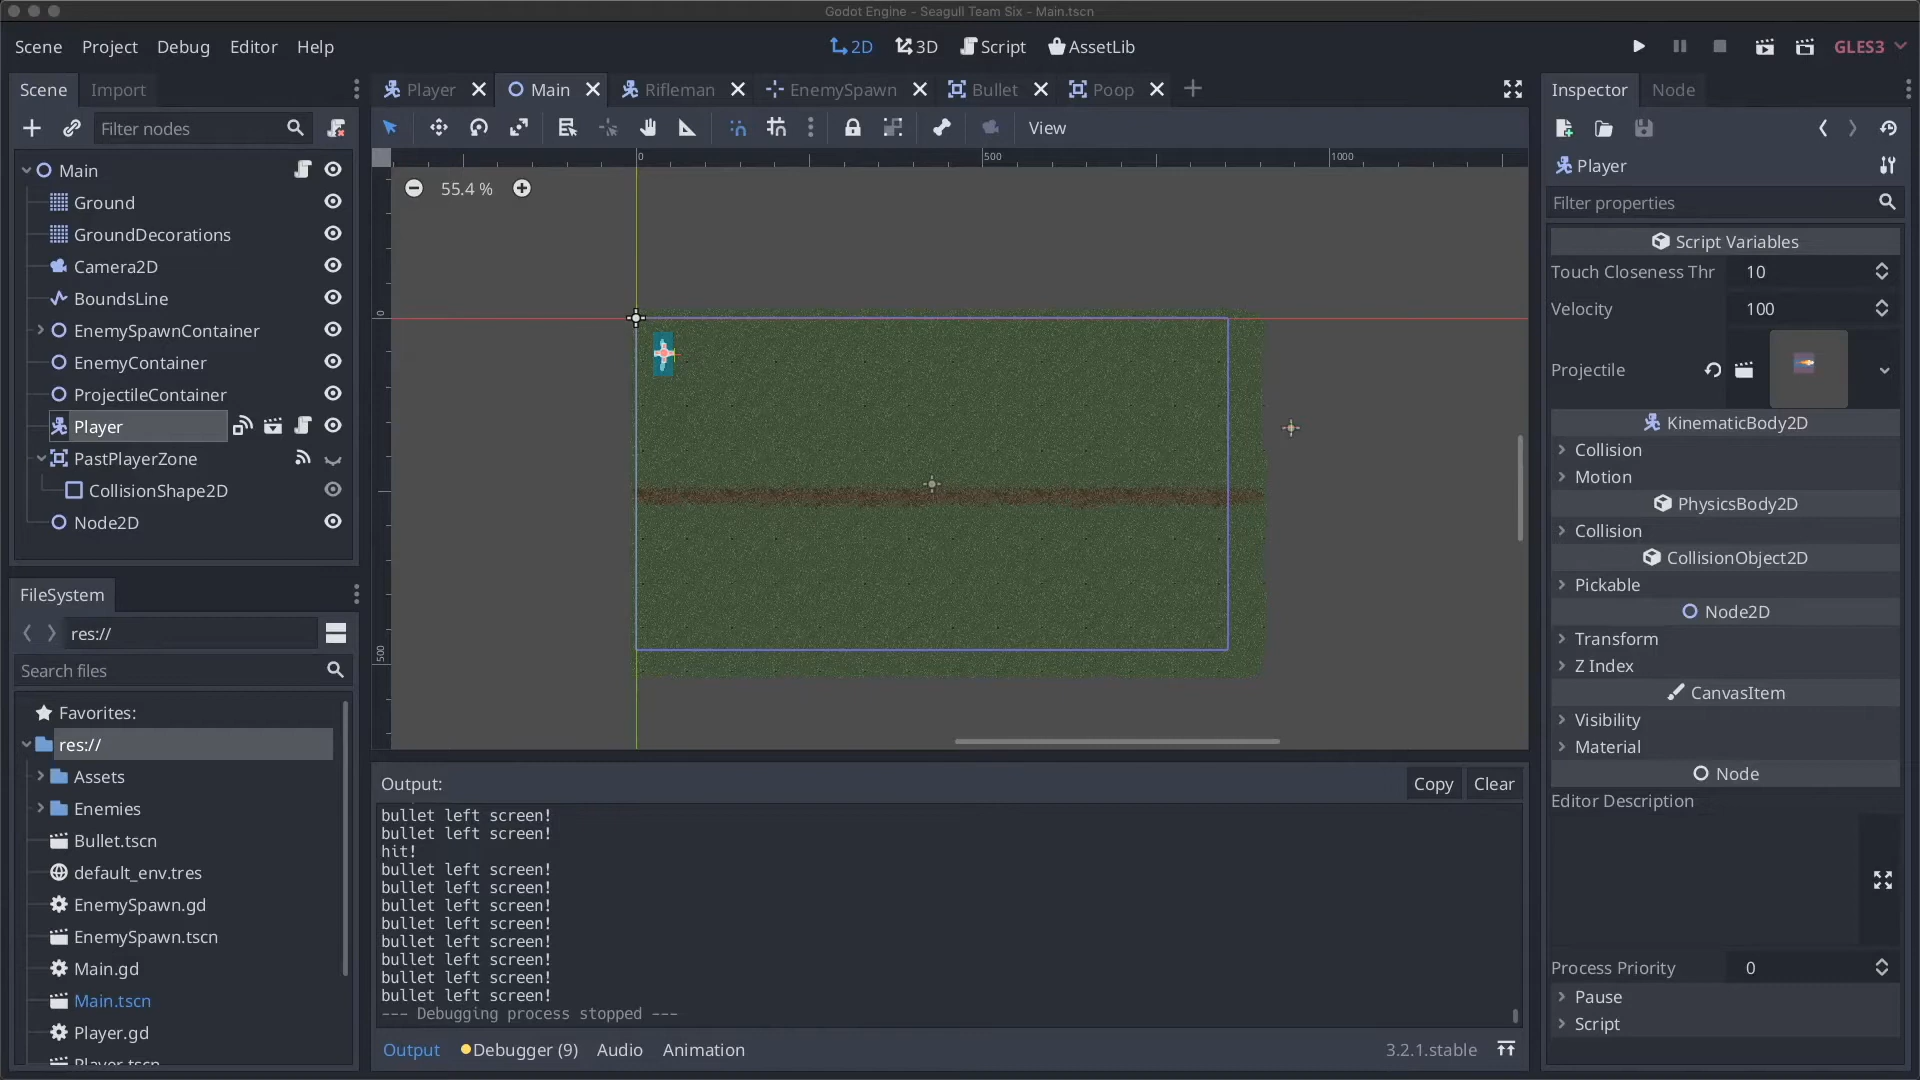 Godot Engine - Seagull Team Six - Main.tscn
Scene Project Debug Editor Help
2D 3D Script AssetLib
GLES3
Scene Import
Player Main Rifleman EnemySpawn Bullet Poop
Inspector Node
Filter nodes
View
Main
Ground
GroundDecorations
Camera2D
BoundsLine
EnemySpawnContainer
EnemyContainer
ProjectileContainer
Player
PastPlayerZone
CollisionShape2D
Node2D
0 500 1000
55.4 %
0
500
FileSystem
res://
Search files
Favorites:
res://
Assets
Enemies
Bullet.tscn
default_env.tres
EnemySpawn.gd
EnemySpawn.tscn
Main.gd
Main.tscn
Player.gd
Player.tscn
Output:
Copy Clear
bullet left screen!
bullet left screen!
hit!
bullet left screen!
bullet left screen!
bullet left screen!
bullet left screen!
bullet left screen!
bullet left screen!
bullet left screen!
bullet left screen!
--- Debugging process stopped ---
Output Debugger (9) Audio Animation
3.2.1.stable
Player
Filter properties
Script Variables
Touch Closeness Thr 10
Velocity 100
Projectile
KinematicBody2D
Collision
Motion
PhysicsBody2D
Collision
CollisionObject2D
Pickable
Node2D
Transform
Z Index
CanvasItem
Visibility
Material
Node
Editor Description
Process Priority 0
Pause
Script